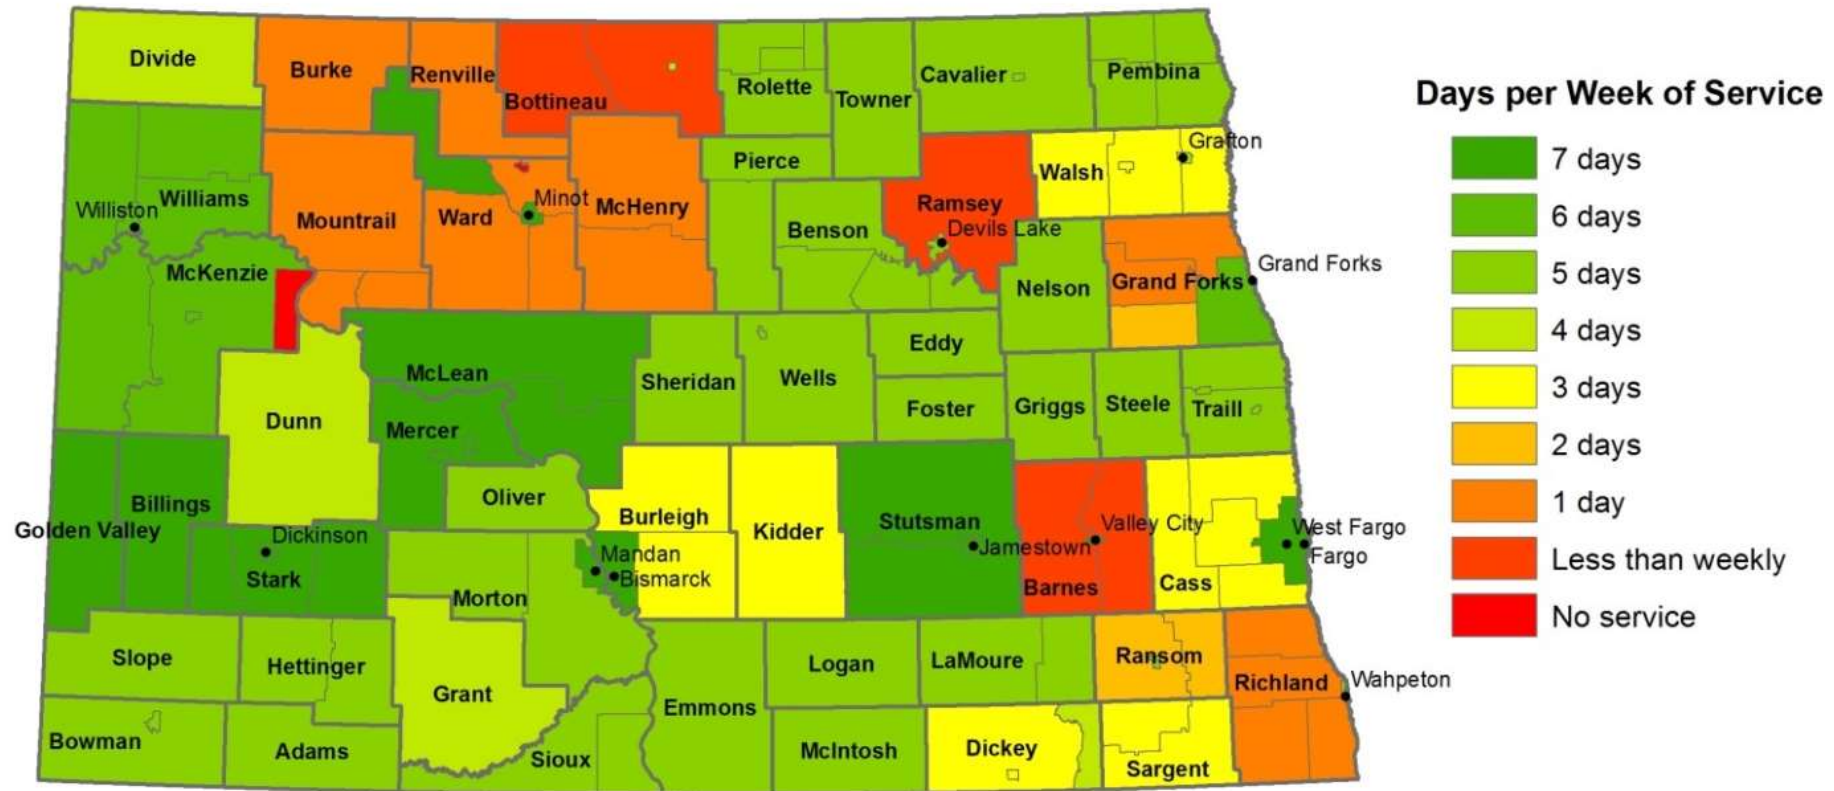 Divide
Burke
Renville
Bottineau
Rolette
Towner
Cavalier
Pembina
Days per Week of Service
7 days
6 days
5 days
4 days
3 days
2 days
1 day
Less than weekly
No service
Williston
Williams
Mountrail
Ward
Minot
McHenry
Pierce
Benson
Ramsey
Devils Lake
Walsh
Grafton
McKenzie
Nelson
Grand Forks
Grand Forks
Dunn
McLean
Mercer
Sheridan
Wells
Eddy
Foster
Griggs
Steele
Traill
Golden Valley
Billings
Dickinson
Stark
Oliver
Burleigh
Kidder
Stutsman
Jamestown
Valley City
Barnes
Cass
West Fargo
Fargo
Mandan
Bismarck
Morton
Slope
Hettinger
Grant
Emmons
Logan
LaMoure
Ransom
Richland
Wahpeton
Bowman
Adams
Sioux
McIntosh
Dickey
Sargent